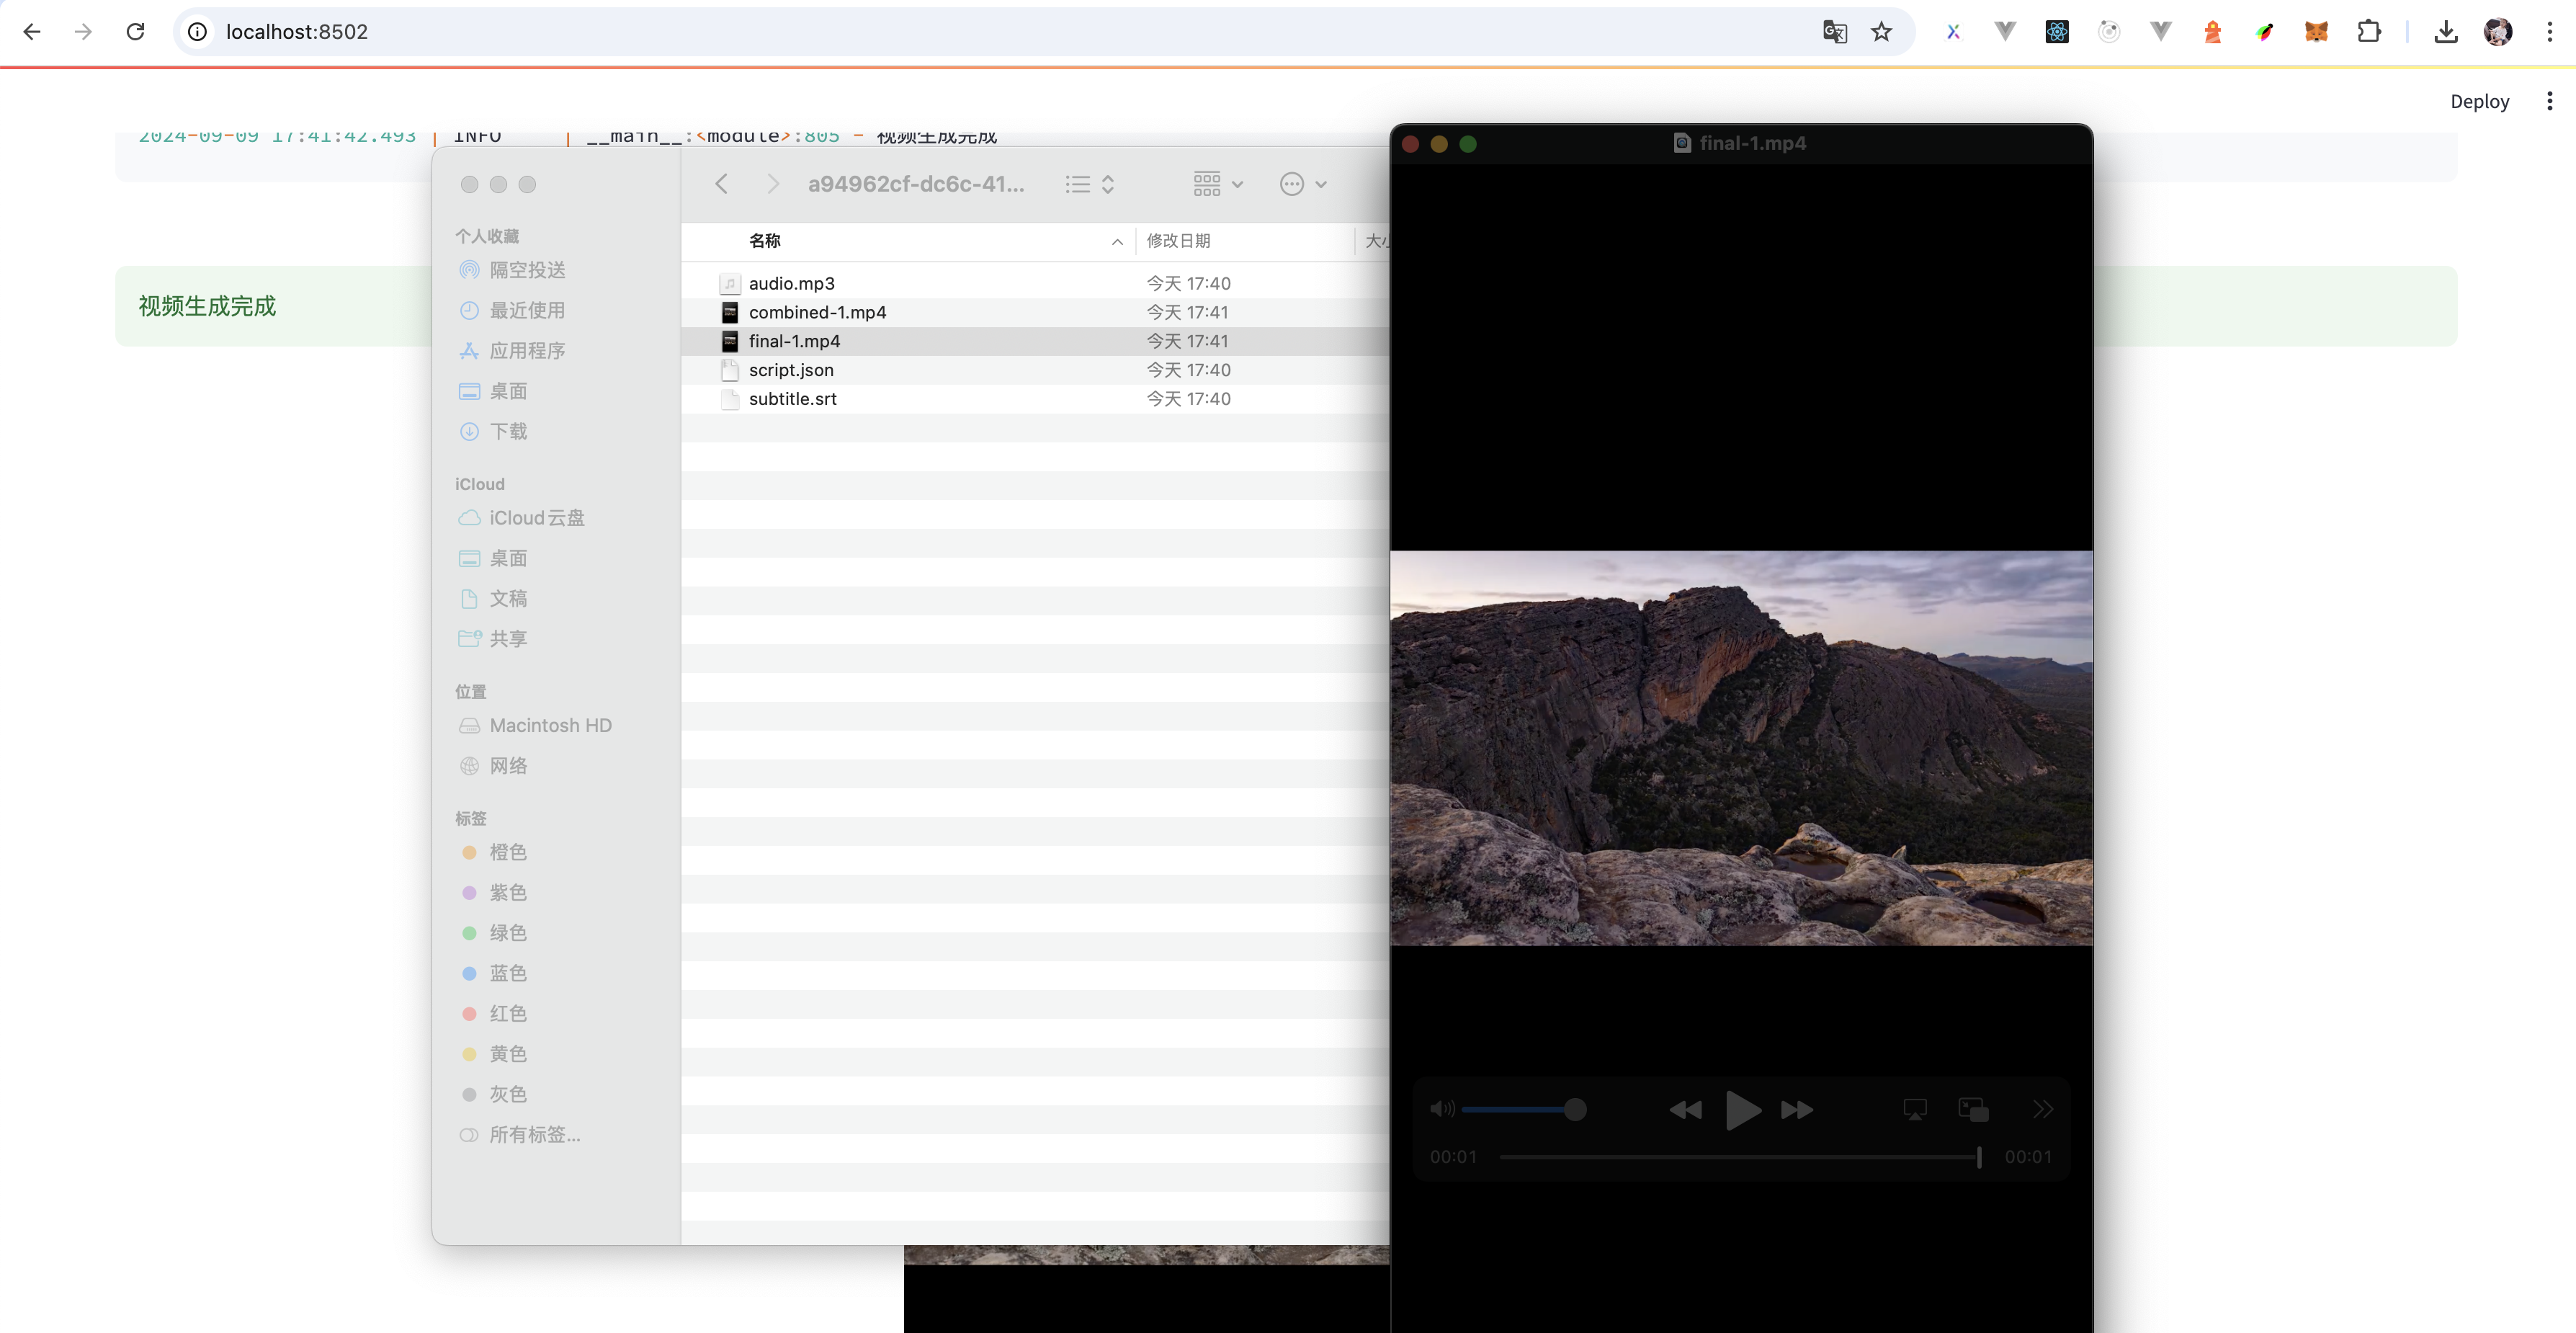 localhost:8502
Deploy
2024-09-09 17:41:42.493 | INFO | __main__:<module>:805 - 视频生成完成
视频生成完成
a94962cf-dc6c-41...
个人收藏
隔空投送
最近使用
应用程序
桌面
下载
iCloud
iCloud云盘
桌面
文稿
共享
位置
Macintosh HD
网络
标签
橙色
紫色
绿色
蓝色
红色
黄色
灰色
所有标签...
名称 修改日期 大小
audio.mp3 今天 17:40
combined-1.mp4 今天 17:41
final-1.mp4 今天 17:41
script.json 今天 17:40
subtitle.srt 今天 17:40
final-1.mp4
00:01 00:01